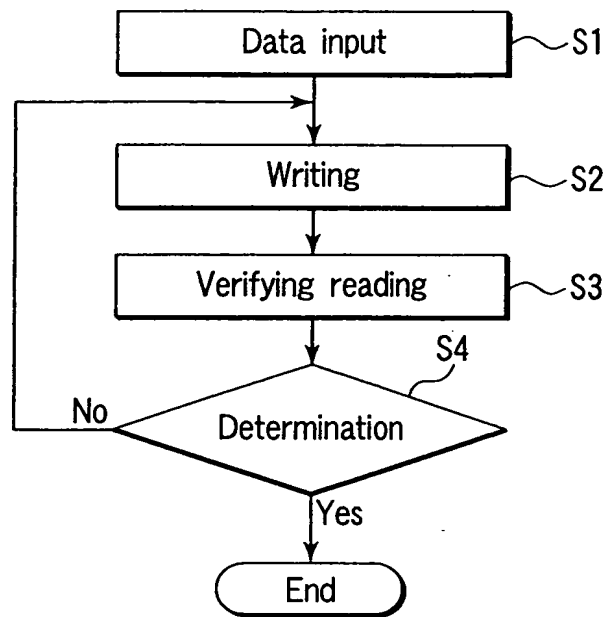 Data input
S1
Writing
S2
Verifying reading
S3
S4
No
Determination
Yes
End